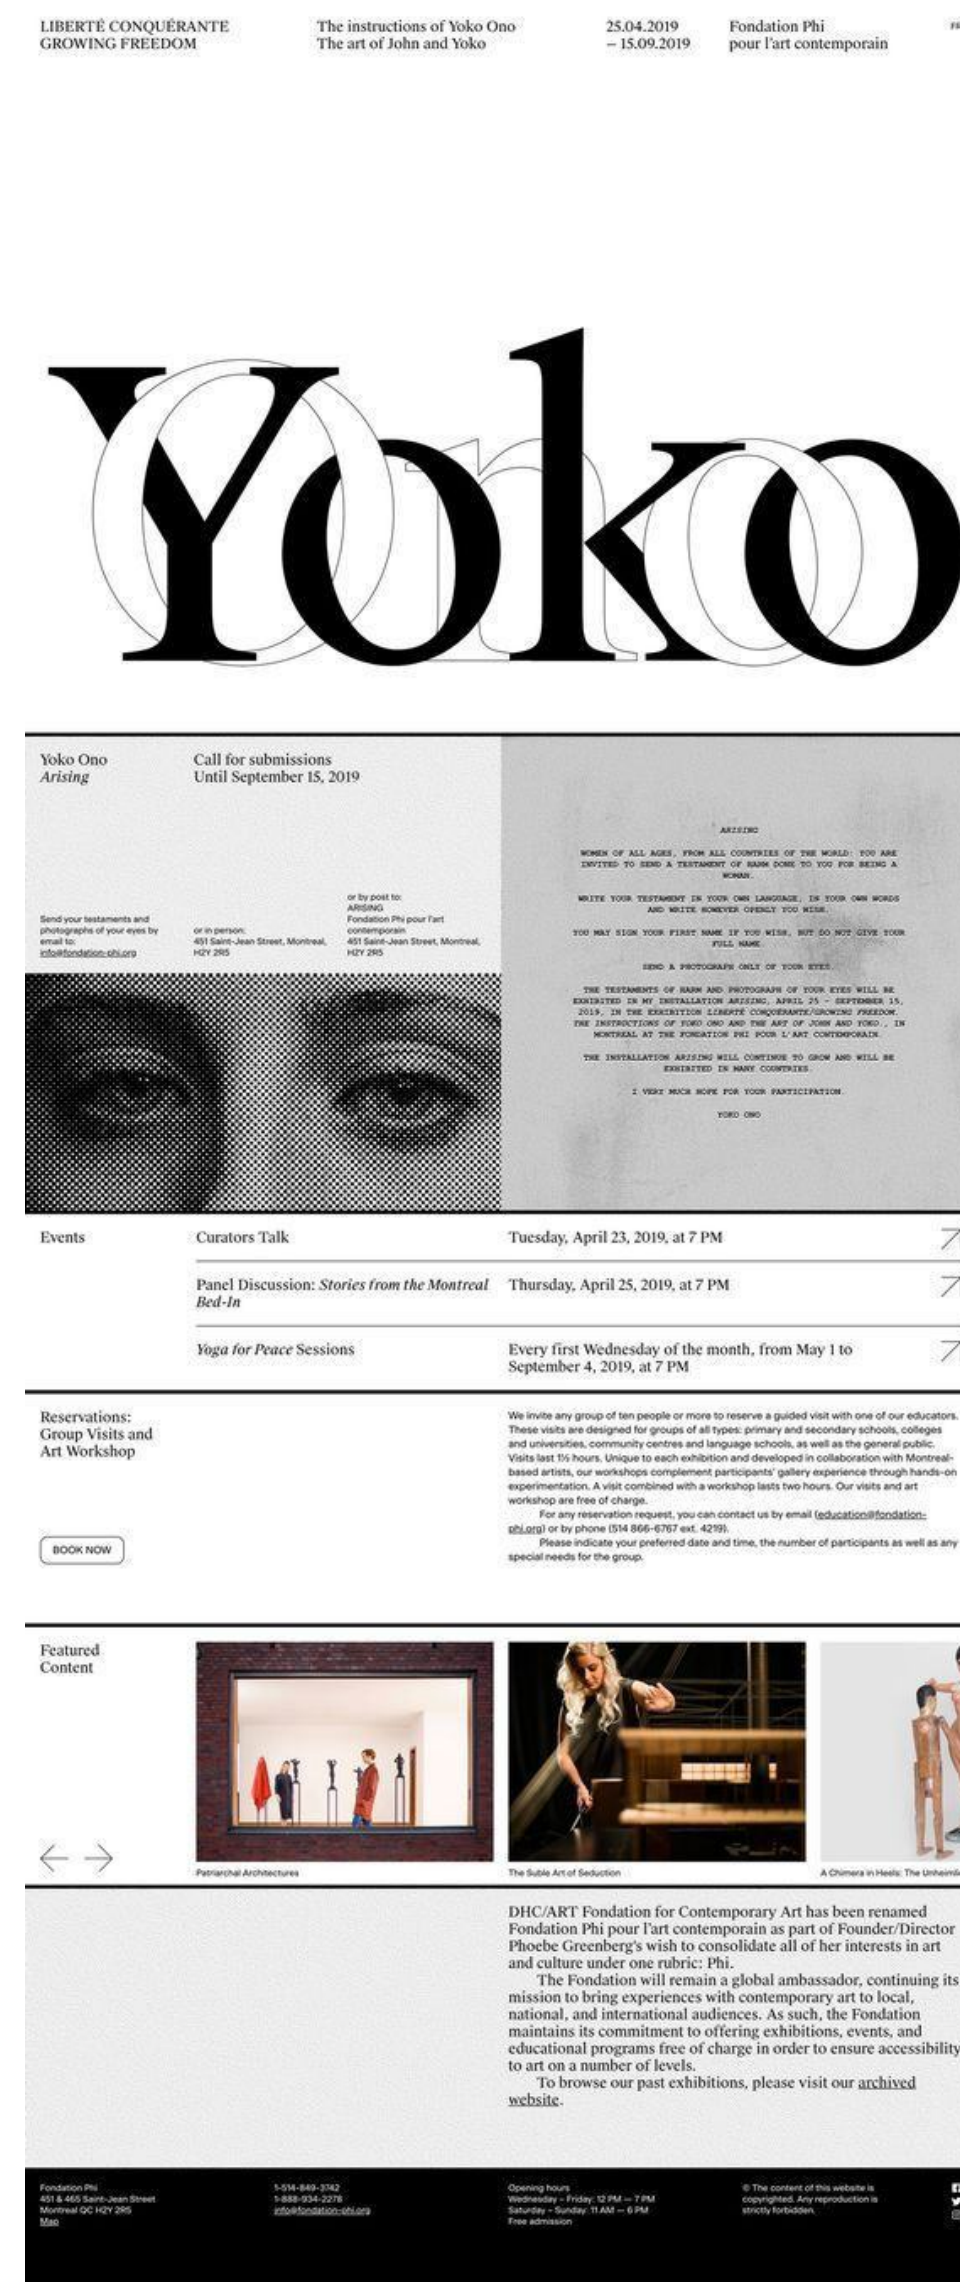 LIBERTÉ CONQUÉRANTE
GROWING FREEDOM
The instructions of Yoko Ono
The art of John and Yoko
25.04.2019
– 15.09.2019
Fondation Phi
pour l'art contemporain
FR
Yoko
Ono
Yoko Ono
Arising
Call for submissions
Until September 15, 2019
Send your testaments and
photographs of your eyes by
email to:
info@fondation-phi.org
or in person:
451 Saint-Jean Street, Montreal,
H2Y 2R5
or by post to:
ARISING
Fondation Phi pour l'art
contemporain
451 Saint-Jean Street, Montreal,
H2Y 2R5
ARISING
WOMEN OF ALL AGES, FROM ALL COUNTRIES OF THE WORLD: YOU ARE
INVITED TO SEND A TESTAMENT OF HARM DONE TO YOU FOR BEING A
WOMAN.
WRITE YOUR TESTAMENT IN YOUR OWN LANGUAGE, IN YOUR OWN WORDS
AND WRITE HOWEVER OPENLY YOU WISH.
YOU MAY SIGN YOUR FIRST NAME IF YOU WISH, BUT DO NOT GIVE YOUR
FULL NAME.
SEND A PHOTOGRAPH ONLY OF YOUR EYES.
THE TESTAMENTS OF HARM AND PHOTOGRAPH OF YOUR EYES WILL BE
EXHIBITED IN MY INSTALLATION ARISING, APRIL 25 – SEPTEMBER 15,
2019, IN THE EXHIBITION LIBERTÉ CONQUÉRANTE/GROWING FREEDOM.
THE INSTRUCTIONS OF YOKO ONO AND THE ART OF JOHN AND YOKO., IN
MONTREAL AT THE FONDATION PHI POUR L'ART CONTEMPORAIN.
THE INSTALLATION ARISING WILL CONTINUE TO GROW AND WILL BE
EXHIBITED IN MANY COUNTRIES.
I VERY MUCH HOPE FOR YOUR PARTICIPATION.
YOKO ONO
Events
Curators Talk
Tuesday, April 23, 2019, at 7 PM
Panel Discussion: Stories from the Montreal
Bed-In
Thursday, April 25, 2019, at 7 PM
Yoga for Peace Sessions
Every first Wednesday of the month, from May 1 to
September 4, 2019, at 7 PM
Reservations:
Group Visits and
Art Workshop
BOOK NOW
We invite any group of ten people or more to reserve a guided visit with one of our educators.
These visits are designed for groups of all types: primary and secondary schools, colleges
and universities, community centres and language schools, as well as the general public.
Visits last 1½ hours. Unique to each exhibition and developed in collaboration with Montreal-
based artists, our workshops complement participants' gallery experience through hands-on
experimentation. A visit combined with a workshop lasts two hours. Our visits and art
workshop are free of charge.
For any reservation request, you can contact us by email (education@fondation-
phi.org) or by phone (514 866-6767 ext. 4219).
Please indicate your preferred date and time, the number of participants as well as any
special needs for the group.
Featured
Content
Patriarchal Architectures
The Suble Art of Seduction
A Chimera in Heels: The Unheimli
DHC/ART Fondation for Contemporary Art has been renamed
Fondation Phi pour l'art contemporain as part of Founder/Director
Phoebe Greenberg's wish to consolidate all of her interests in art
and culture under one rubric: Phi.
The Fondation will remain a global ambassador, continuing its
mission to bring experiences with contemporary art to local,
national, and international audiences. As such, the Fondation
maintains its commitment to offering exhibitions, events, and
educational programs free of charge in order to ensure accessibility
to art on a number of levels.
To browse our past exhibitions, please visit our archived
website.
Fondation Phi
451 & 465 Saint-Jean Street
Montreal QC H2Y 2R5
Map
1-514-849-3742
1-888-934-2278
info@fondation-phi.org
Opening hours
Wednesday – Friday: 12 PM — 7 PM
Saturday – Sunday: 11 AM — 6 PM
Free admission
© The content of this website is
copyrighted. Any reproduction is
strictly forbidden.